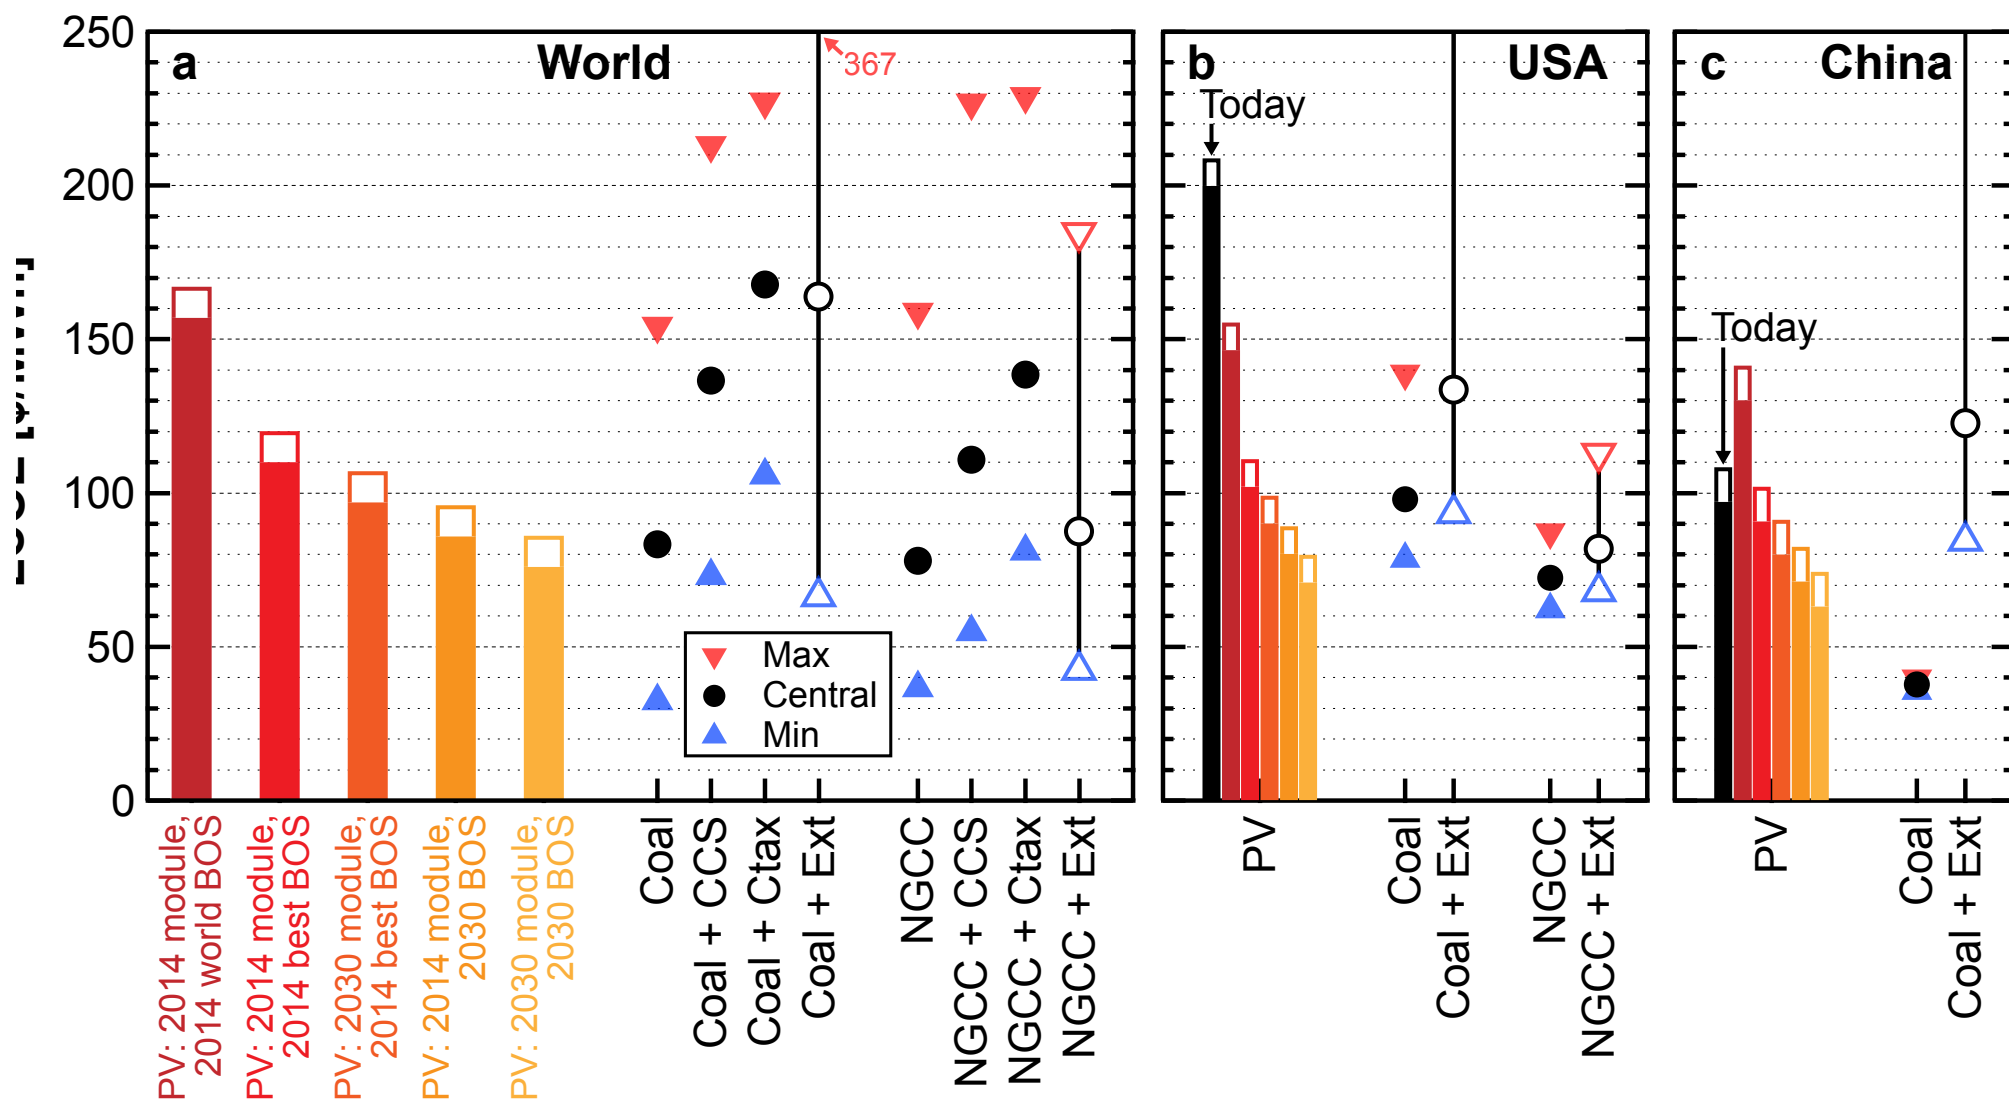 250
200
150
100
50
0
a
World
367
Max
Central
Min
PV: 2014 module,
2014 world BOS
PV: 2014 module,
2014 best BOS
PV: 2030 module,
2014 best BOS
PV: 2014 module,
2030 BOS
PV: 2030 module,
2030 BOS
Coal
Coal + CCS
Coal + Ctax
Coal + Ext
NGCC
NGCC + CCS
NGCC + Ctax
NGCC + Ext
b
USA
Today
PV
Coal
Coal + Ext
NGCC
NGCC + Ext
c
China
Today
PV
Coal
Coal + Ext